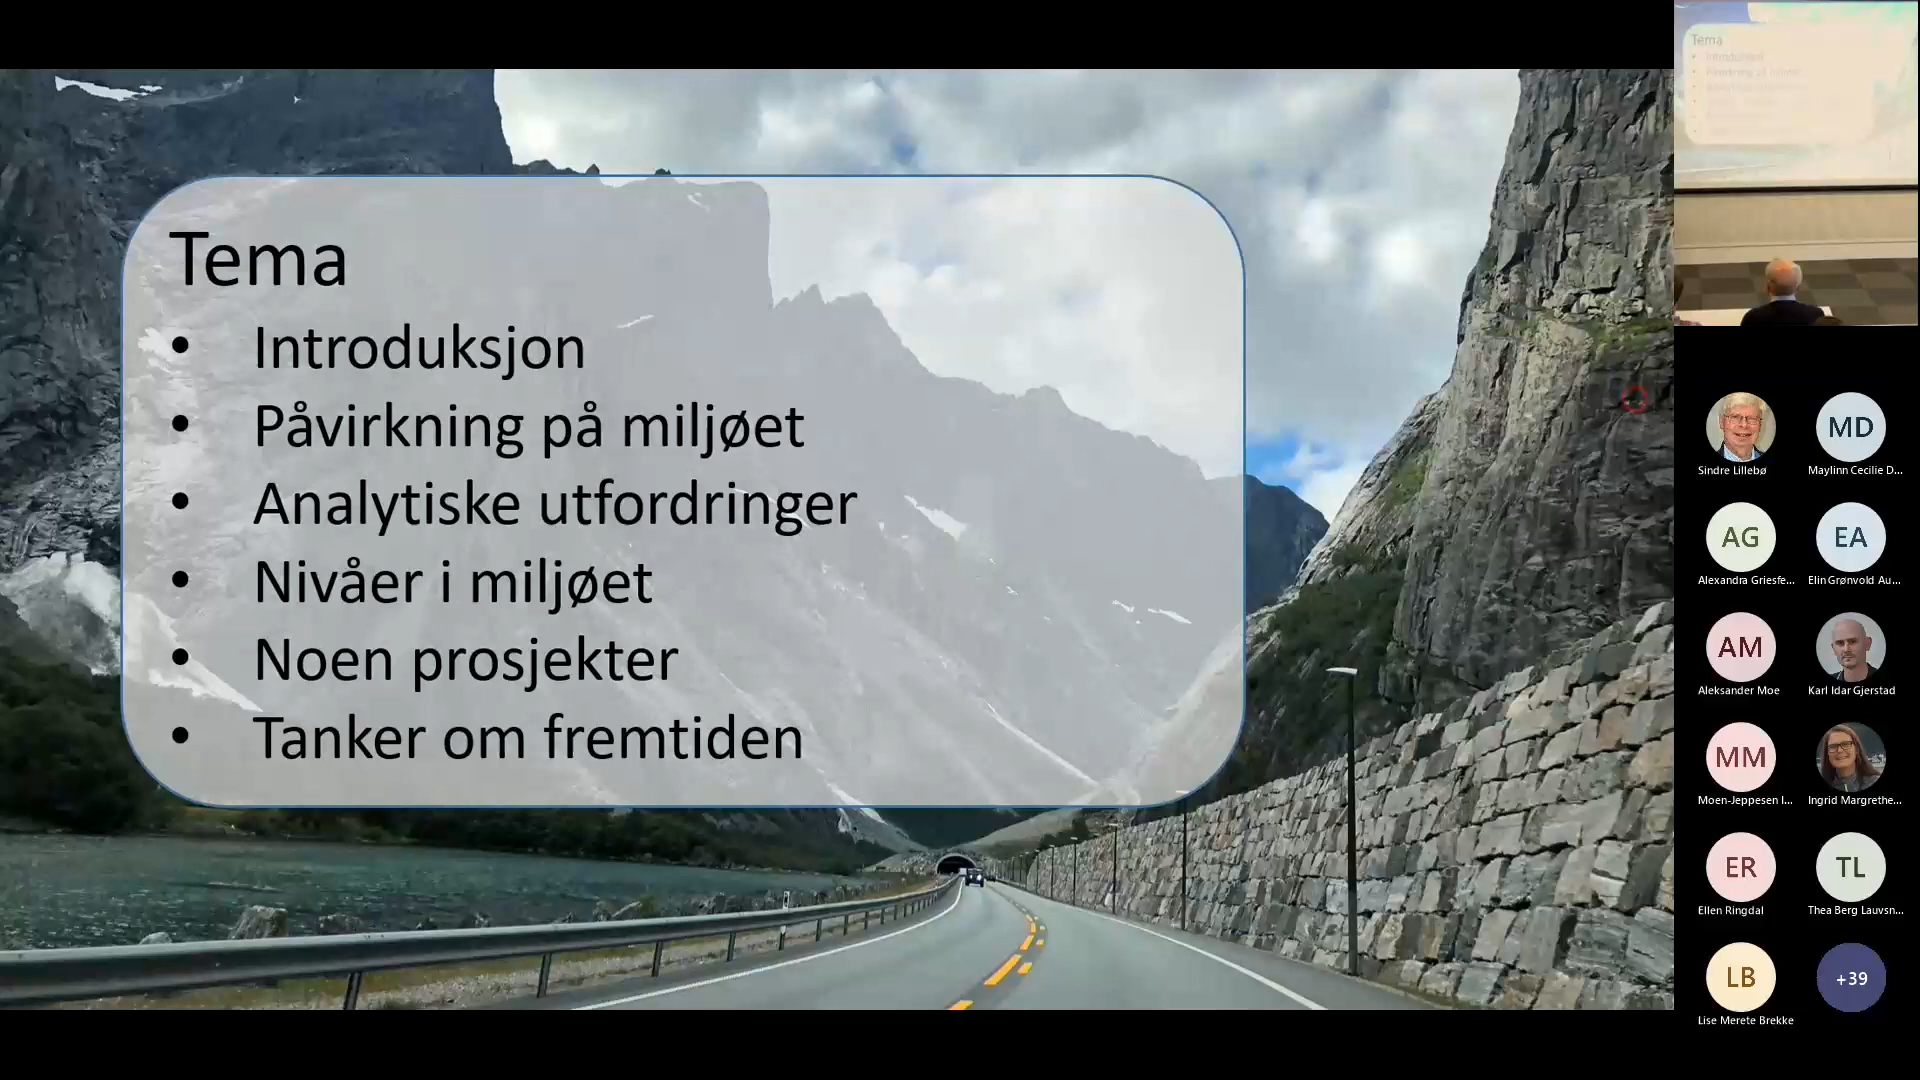 Tema
• Introduksjon
• Påvirkning på miljøet
• Analytiske utfordringer
• Nivåer i miljøet
• Noen prosjekter
• Tanker om fremtiden
Tema
Sindre Lillebø
MD
Maylinn Cecilie D...
AG
Alexandra Griesfe...
EA
Elin Grønvold Au...
AM
Aleksander Moe
Karl Idar Gjerstad
MM
Moen-Jeppesen I...
Ingrid Margrethe...
ER
Ellen Ringdal
TL
Thea Berg Lauvsn...
LB
Lise Merete Brekke
+39